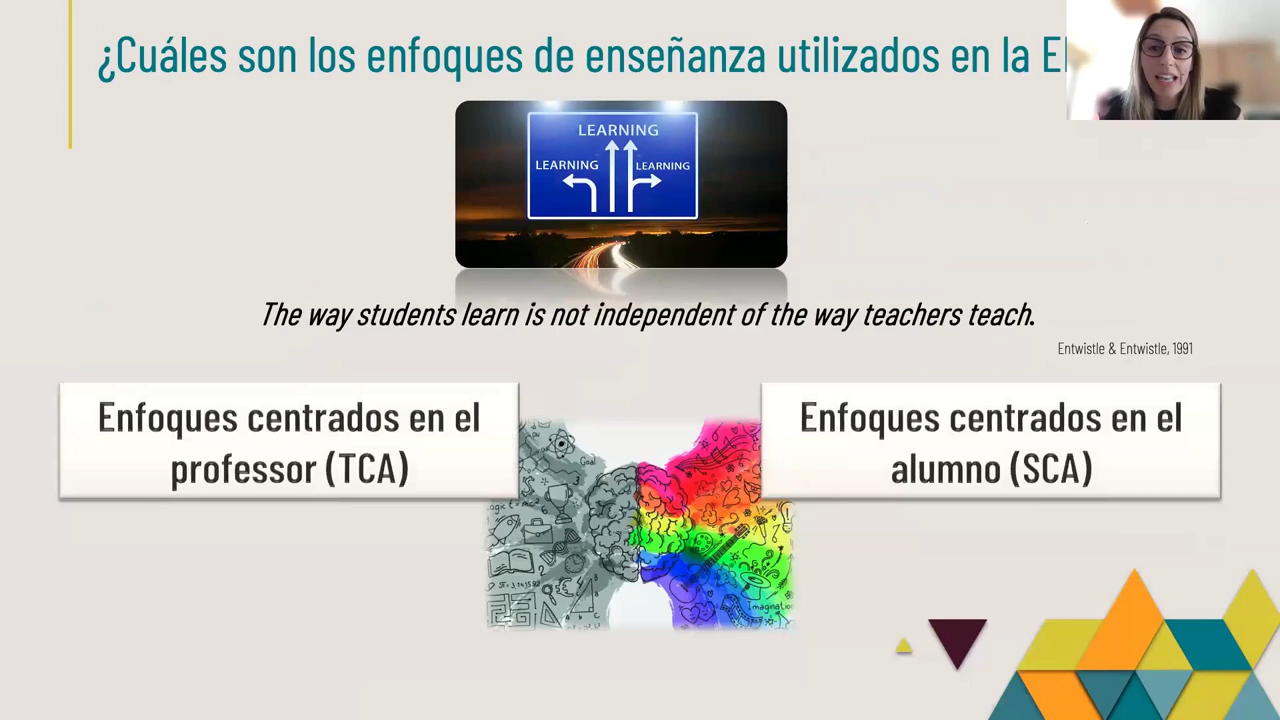 ¿Cuáles son los enfoques de enseñanza utilizados en la
LEARNING
LEARNING
LEARNING
The way students learn is not independent of the way teachers teach.
Entwistle & Entwistle, 1991
Enfoques centrados en el
professor (TCA)
Enfoques centrados en el
alumno (SCA)
Goal
Imagination